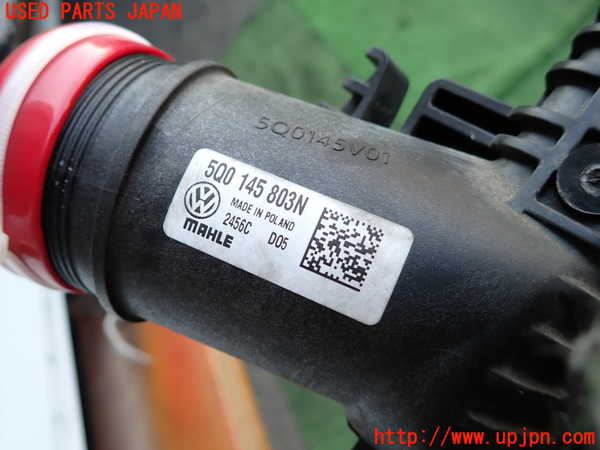 USED PARTS JAPAN
5Q0145V01
5Q0 145 803N
MADE IN POLAND
2456C D05
MAHLE
http://www.upjpn.com/